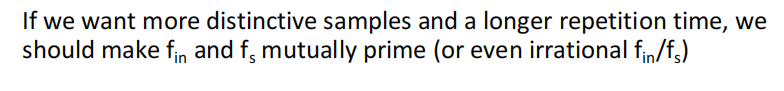 If we want more distinctive samples and a longer repetition time, we
should make fin and fs mutually prime (or even irrational fin/fs)